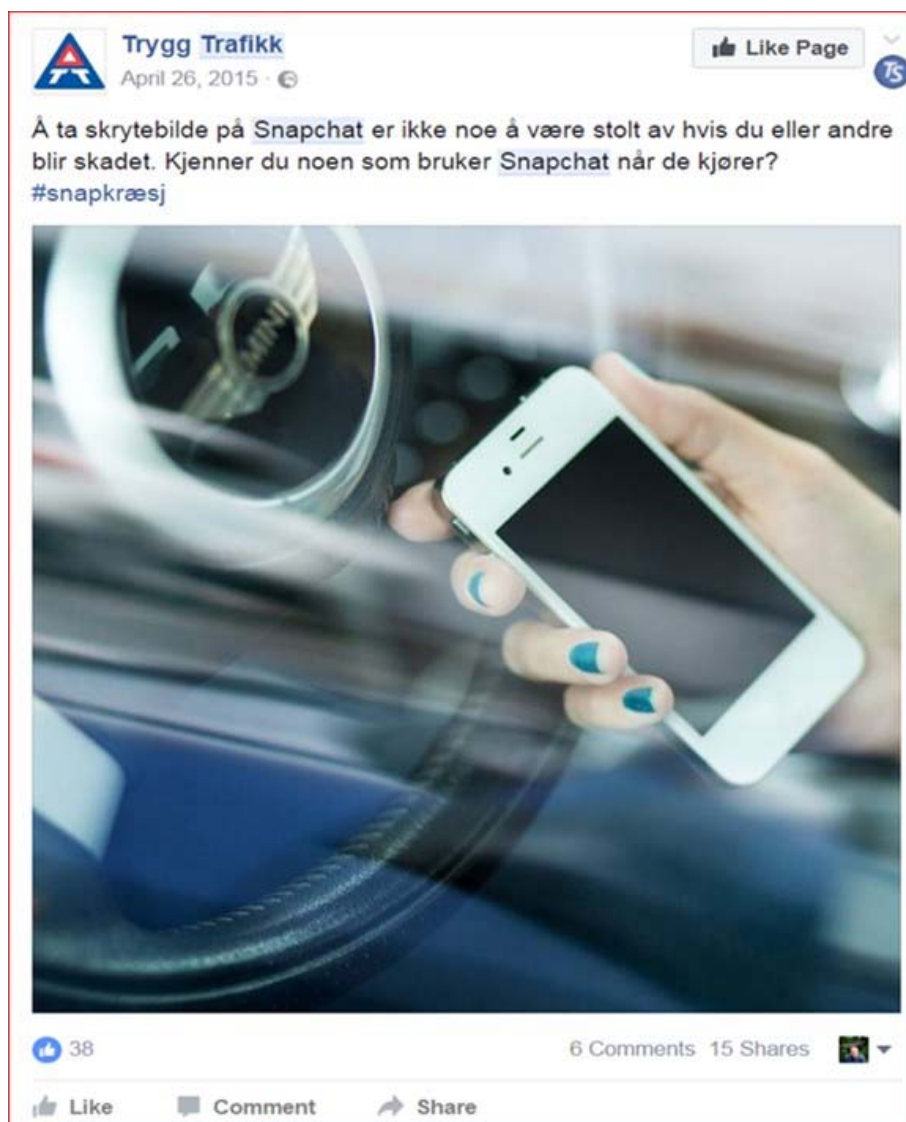 Trygg Trafikk
Like Page
April 26, 2015
TS
TT
Å ta skrytebilde på Snapchat er ikke noe å være stolt av hvis du eller andre
blir skadet. Kjenner du noen som bruker Snapchat når de kjører?
#snapkræsj
MINI
38
6 Comments 15 Shares
Like
Comment
Share